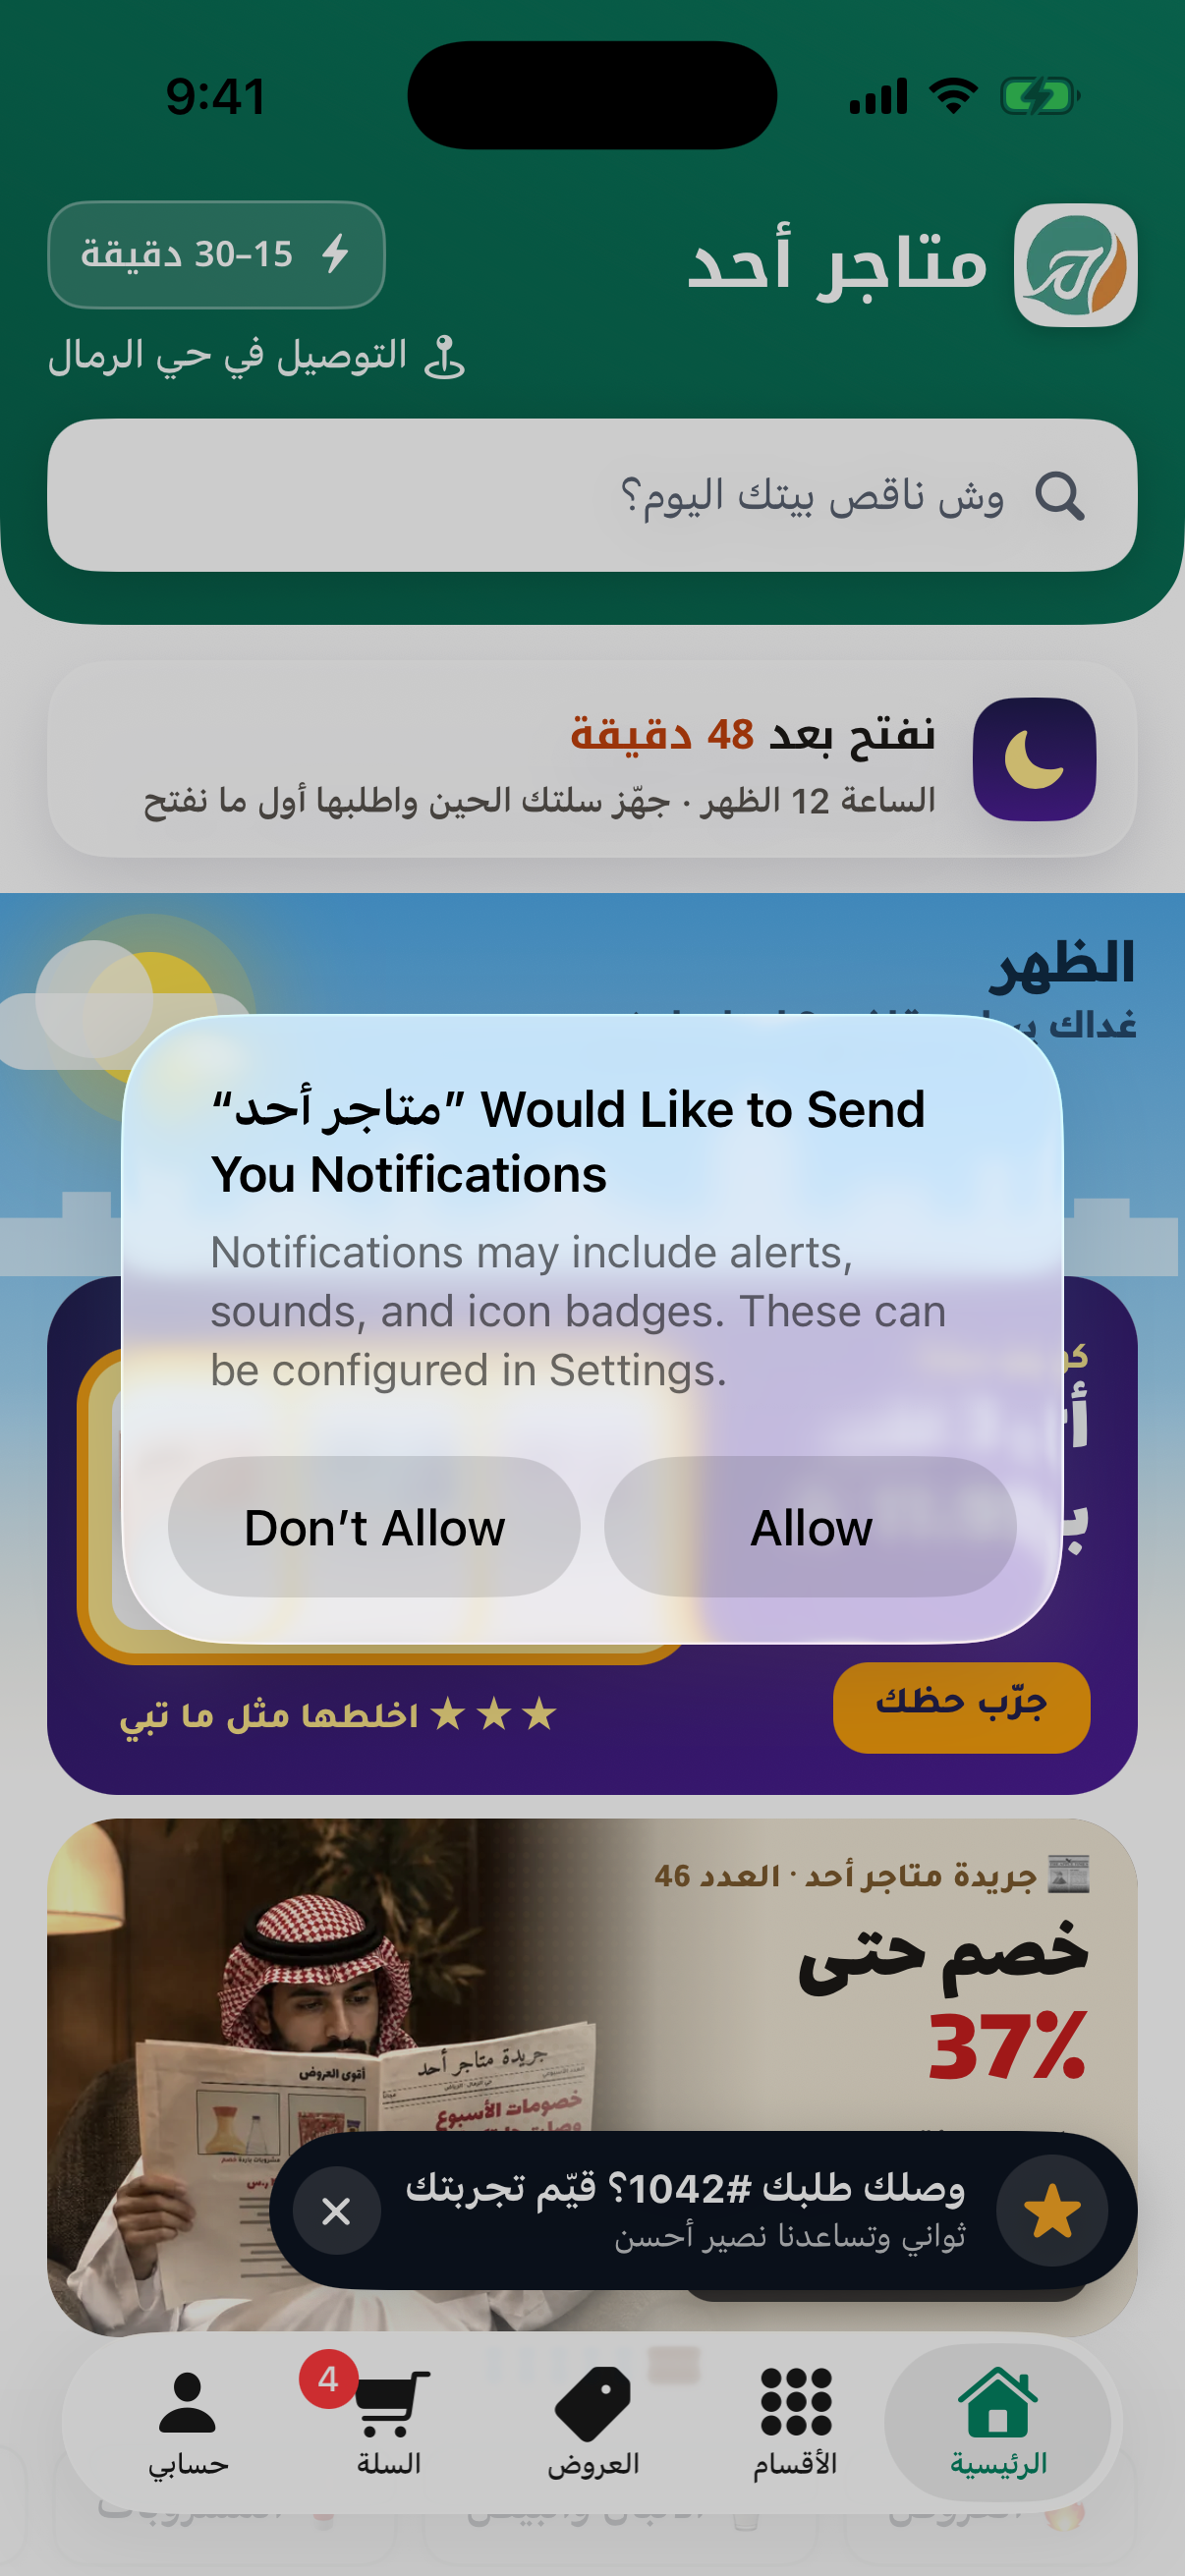 9:41
متاجر أحد
15–30 دقيقة
التوصيل في حي الرمال
وش ناقص بيتك اليوم؟
نفتح بعد 48 دقيقة
الساعة 12 الظهر · جهّز سلتك الحين واطلبها أول ما نفتح
الظهر
غداك
“متاجر أحد” Would Like to Send
You Notifications
Notifications may include alerts,
sounds, and icon badges. These can
be configured in Settings.
Don’t Allow
Allow
جرّب حظك
★ ★ ★ اخلطها مثل ما تبي
جريدة متاجر أحد · العدد 46
خصم حتى
37%
جريدة متاجر أحد
أقوى العروض
خصومات الأسبوع
وصلك طلبك #1042؟ قيّم تجربتك
ثواني وتساعدنا نصير أحسن
الرئيسية
الأقسام
العروض
السلة
4
حسابي